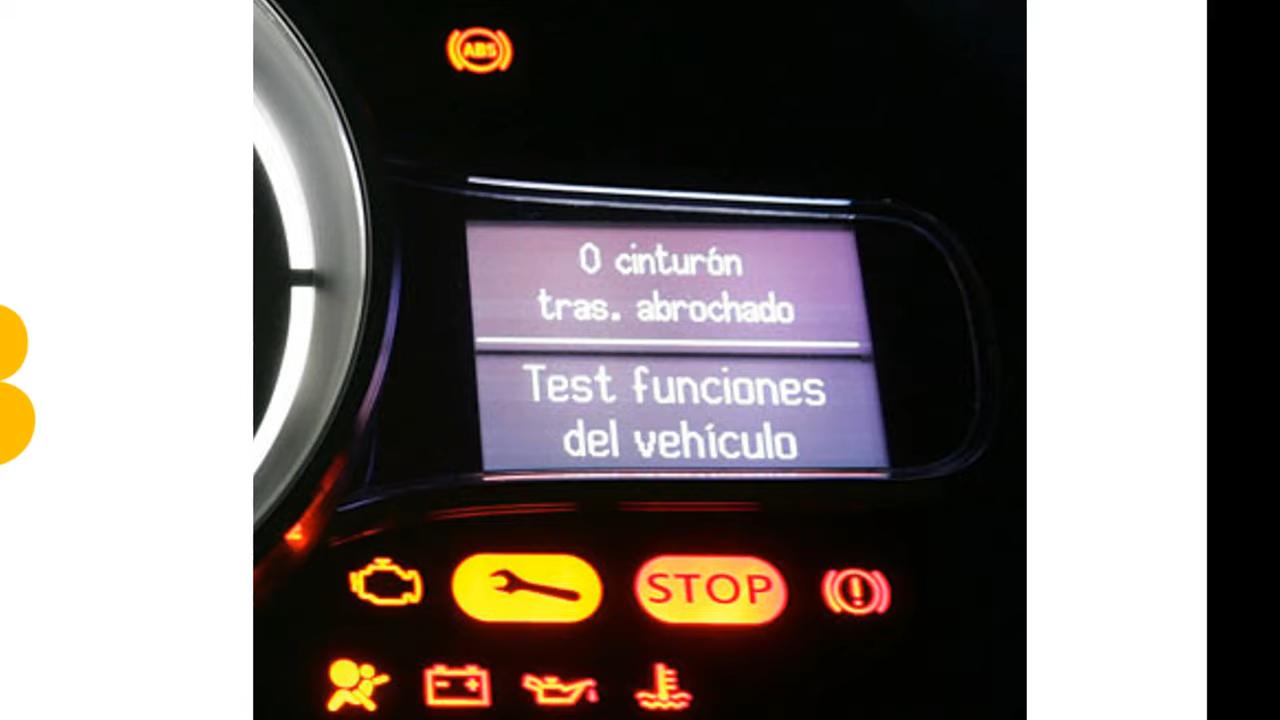 ABS
0 cinturón
tras. abrochado
Test funciones
del vehículo
STOP